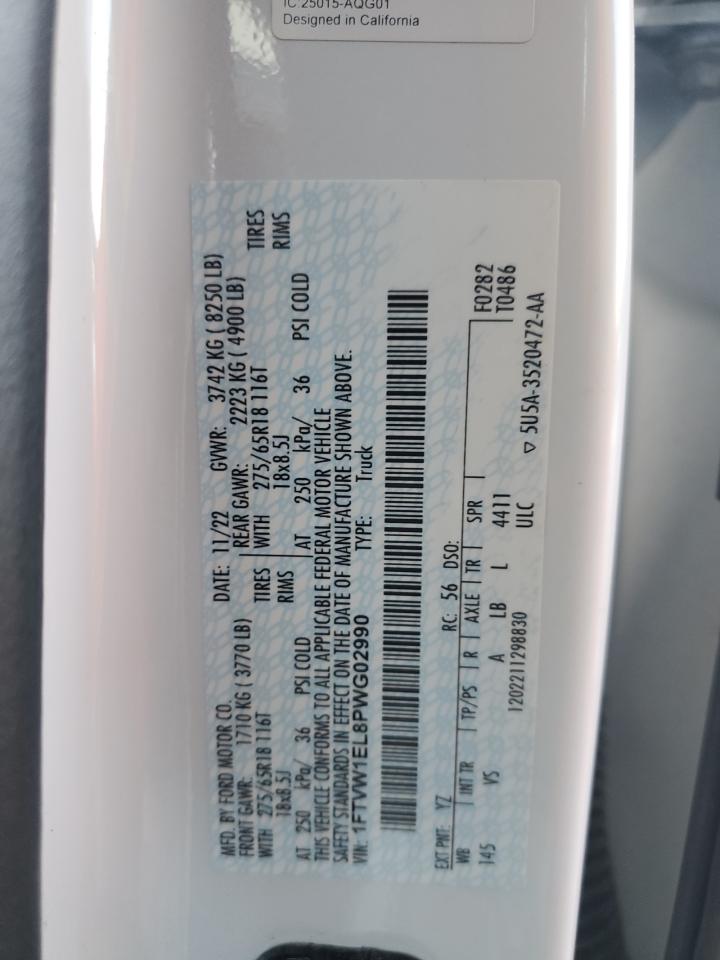 IC:25015-AQG01
Designed in California
MFD. BY FORD MOTOR CO.
DATE: 11/22 GVWR: 3742 KG ( 8250 LB)
FRONT GAWR: 1710 KG ( 3770 LB)
REAR GAWR: 2223 KG ( 4900 LB)
WITH 275/65R18 116T TIRES
WITH 275/65R18 116T TIRES
18x8.5J RIMS
18x8.5J RIMS
AT 250 kPa/ 36 PSI COLD
AT 250 kPa/ 36 PSI COLD
THIS VEHICLE CONFORMS TO ALL APPLICABLE FEDERAL MOTOR VEHICLE
SAFETY STANDARDS IN EFFECT ON THE DATE OF MANUFACTURE SHOWN ABOVE.
VIN: 1FTVW1EL8PWG02990 TYPE: Truck
EXT PNT: YZ RC: 56 DSO: F0282
WB INT TR TP/PS R AXLE TR SPR T0486
145 VS A LB L 4411
1202211298830 ULC ▽ 5U5A-3520472-AA